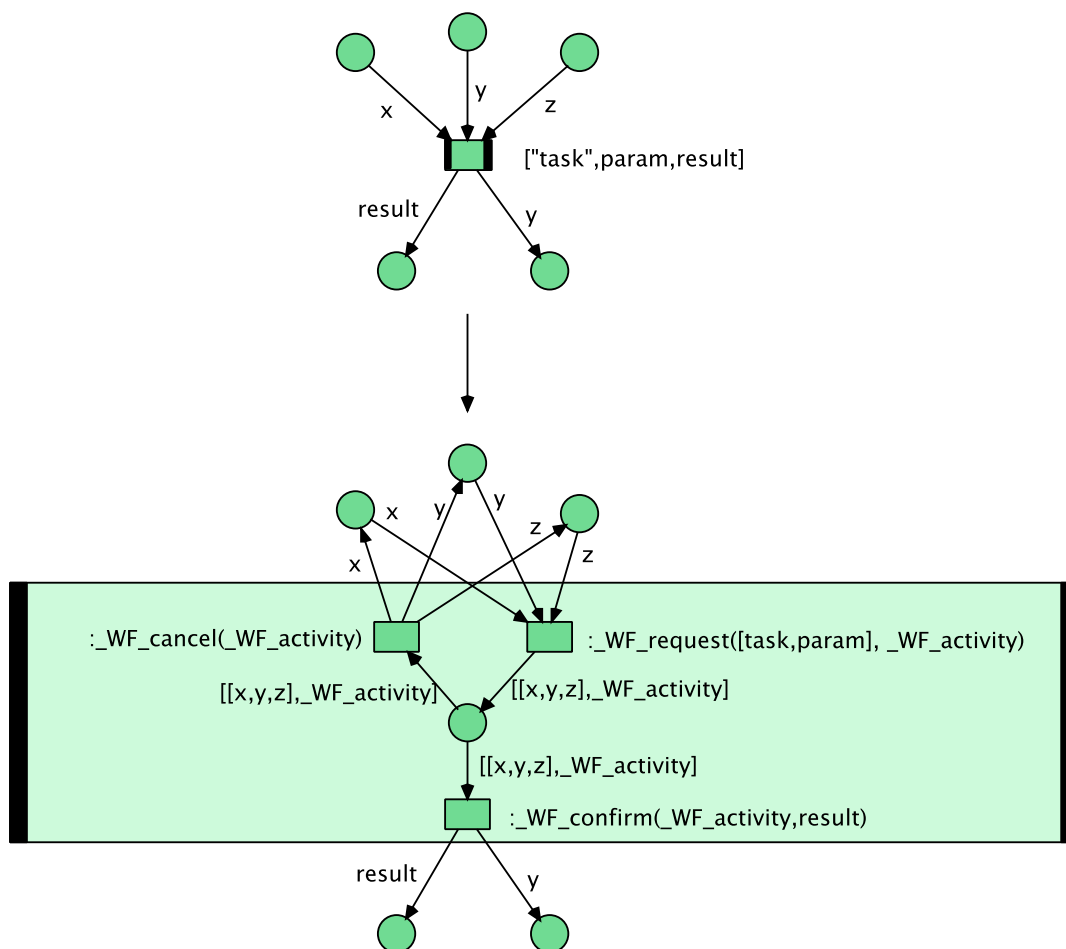 x
y
z
["task",param,result]
result
y
x
y
y
z
x
z
:_WF_cancel(_WF_activity)
:_WF_request([task,param], _WF_activity)
[[x,y,z],_WF_activity]
[[x,y,z],_WF_activity]
[[x,y,z],_WF_activity]
:_WF_confirm(_WF_activity,result)
result
y